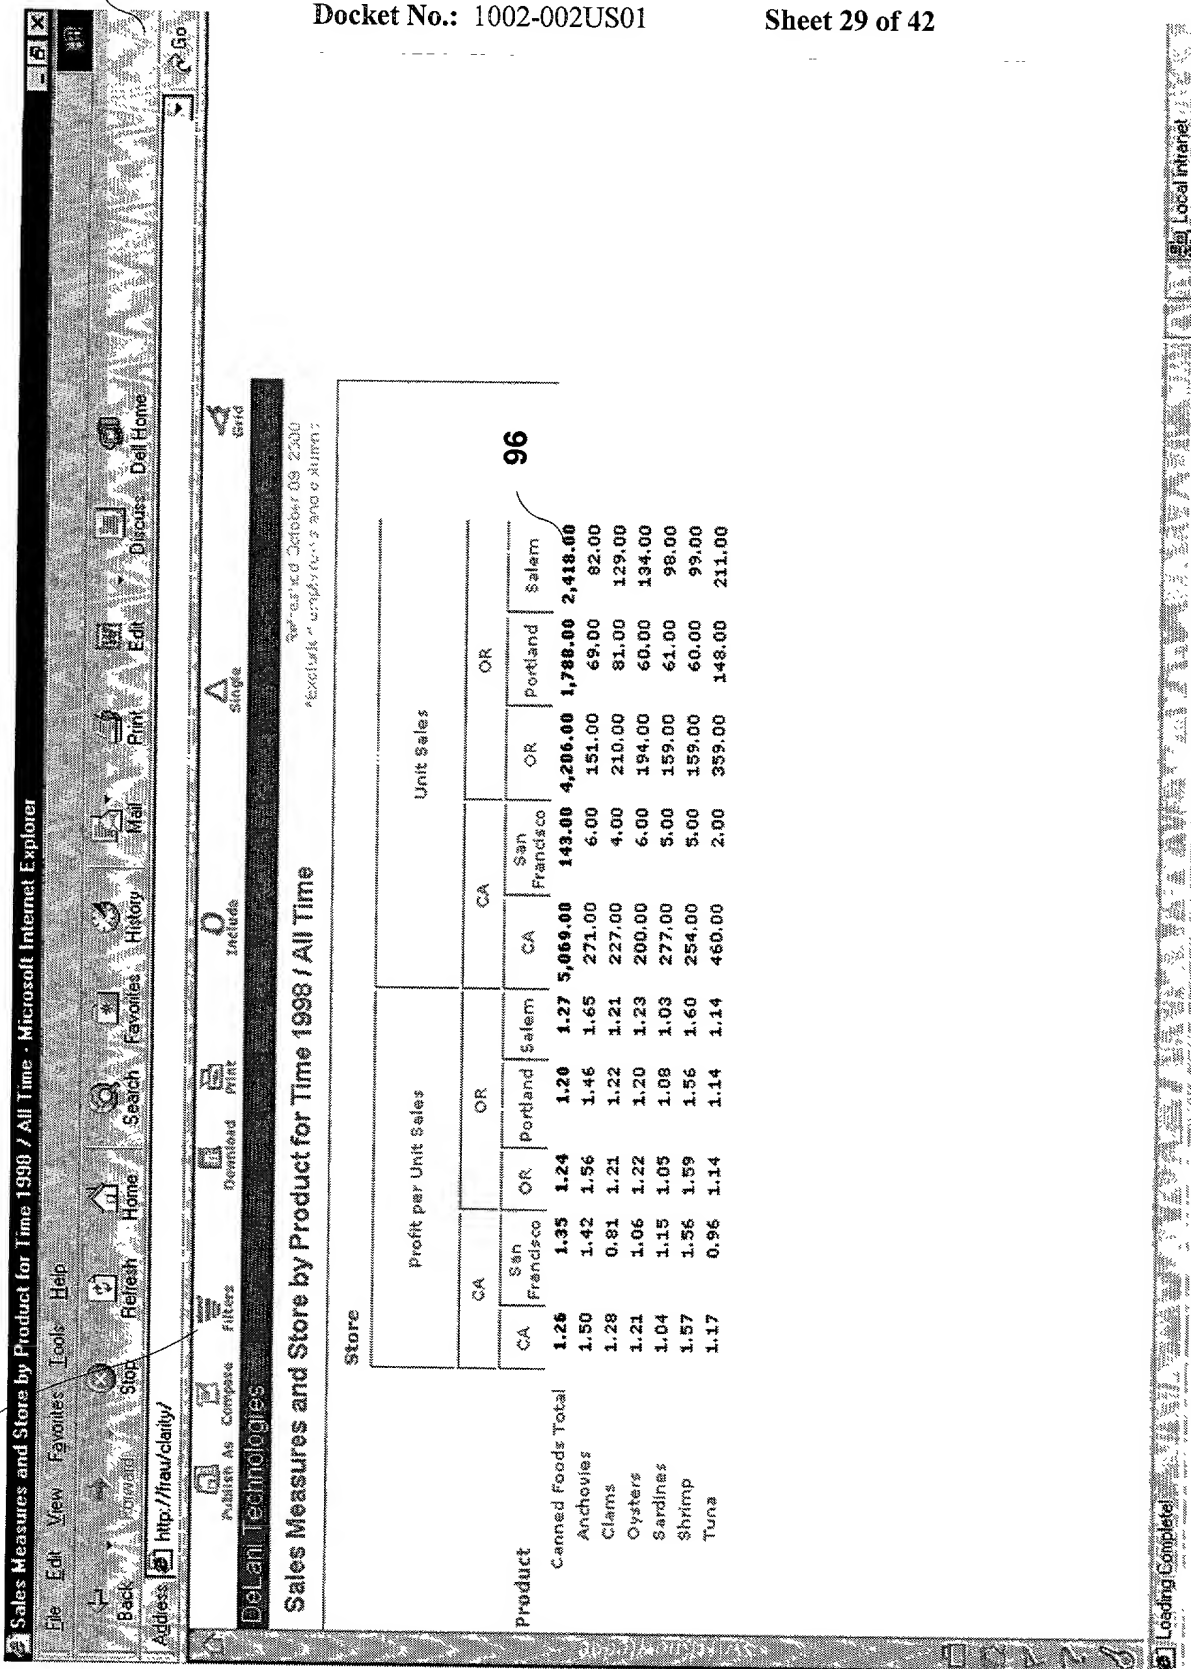 Docket No.: 1002-002US01 Sheet 29 of 42
Sales Measures and Store by Product for Time 1998 / All Time - Microsoft Internet Explorer
File Edit View Favorites Tools Help
Back Forward Stop Refresh Home Search Favorites History Mail Print Edit Discuss Dell Home
Address http://frau/clarity/ Go
Publish As Compose Filters Download Print Include Single Grid
DeLani Technologies
Sales Measures and Store by Product for Time 1998 / All Time
October 09 2000
empty rows and columns
Store
Profit per Unit Sales Unit Sales
CA OR CA OR
CA San Francisco OR Portland Salem CA San Francisco OR Portland Salem
96
Product
Canned Foods Total 1.26 1.35 1.24 1.20 1.27 5,069.00 143.00 4,206.00 1,788.00 2,418.00
Anchovies 1.50 1.42 1.56 1.46 1.65 271.00 6.00 151.00 69.00 82.00
Clams 1.28 0.81 1.21 1.22 1.21 227.00 4.00 210.00 81.00 129.00
Oysters 1.21 1.06 1.22 1.20 1.23 200.00 6.00 194.00 60.00 134.00
Sardines 1.04 1.15 1.05 1.08 1.03 277.00 5.00 159.00 61.00 98.00
Shrimp 1.57 1.56 1.59 1.56 1.60 254.00 5.00 159.00 60.00 99.00
Tuna 1.17 0.96 1.14 1.14 1.14 460.00 2.00 359.00 148.00 211.00
Loading Complete! Local intranet